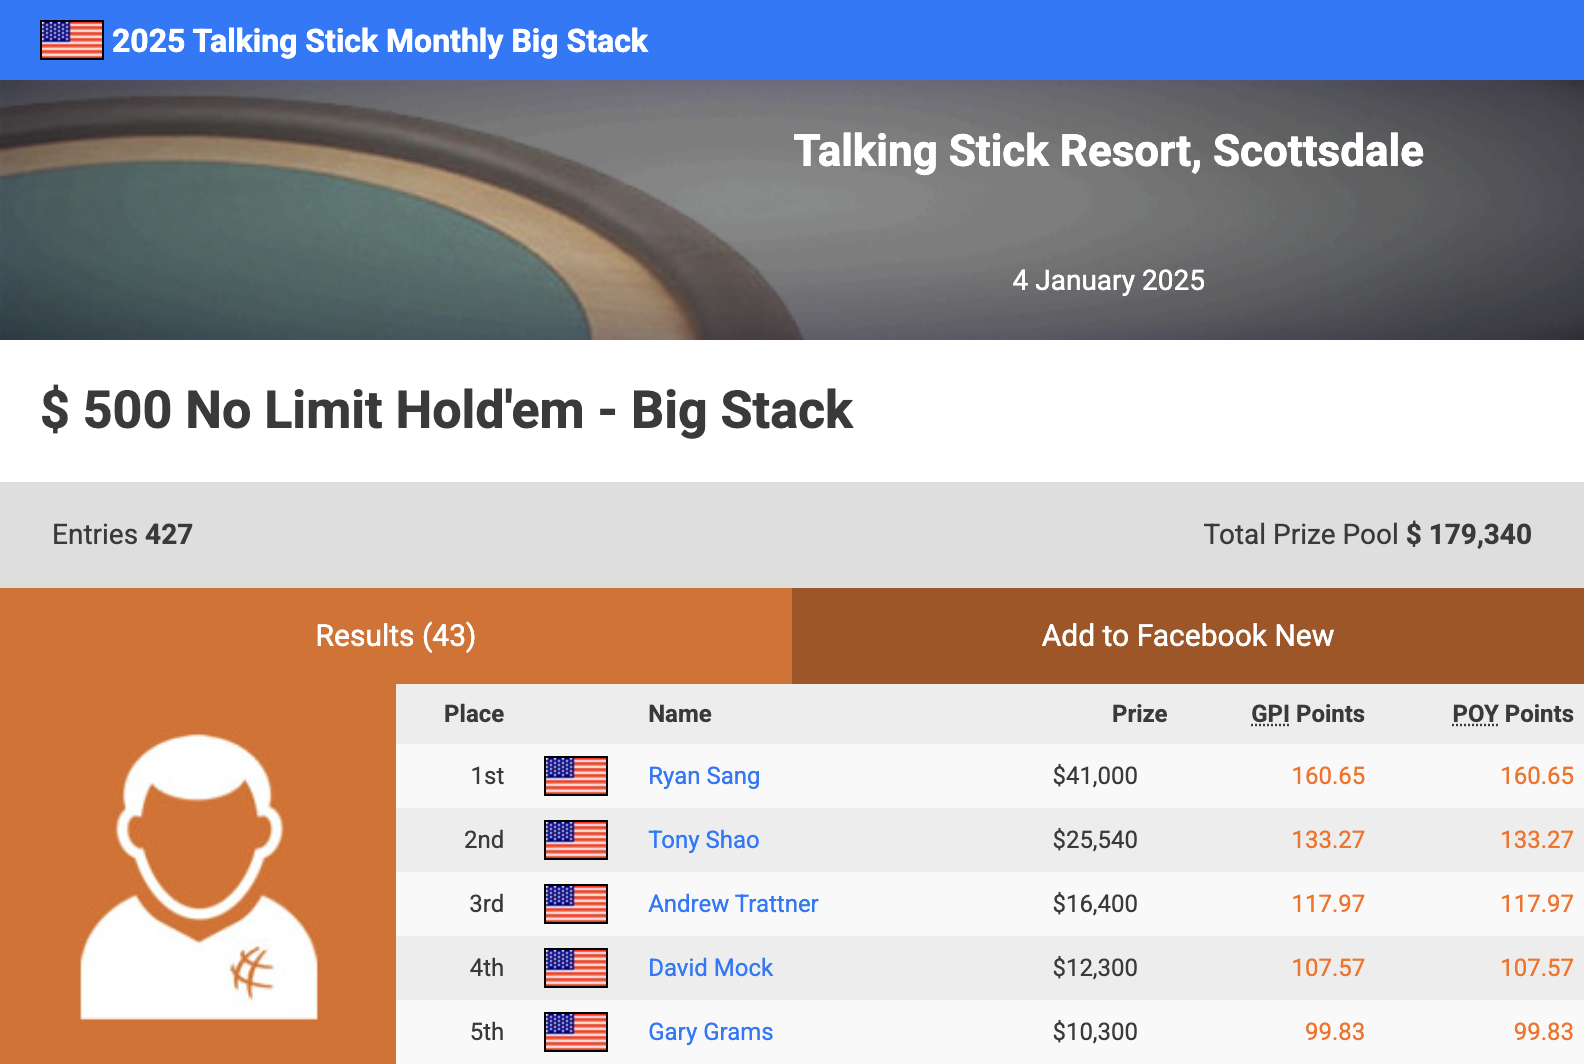 2025 Talking Stick Monthly Big Stack
Talking Stick Resort, Scottsdale
4 January 2025
$ 500 No Limit Hold'em - Big Stack
Entries 427 Total Prize Pool $ 179,340
Results (43) Add to Facebook New
Place Name Prize GPI Points POY Points
1st Ryan Sang $41,000 160.65 160.65
2nd Tony Shao $25,540 133.27 133.27
3rd Andrew Trattner $16,400 117.97 117.97
4th David Mock $12,300 107.57 107.57
5th Gary Grams $10,300 99.83 99.83